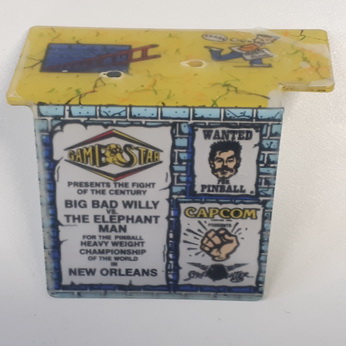 GAME STAR
PRESENTS THE FIGHT
OF THE CENTURY
BIG BAD WILLY
VS.
THE ELEPHANT
MAN
FOR THE PINBALL
HEAVY WEIGHT
CHAMPIONSHIP
OF THE WORLD
IN
NEW ORLEANS
WANTED
FOR
PINBALL
CAPCOM